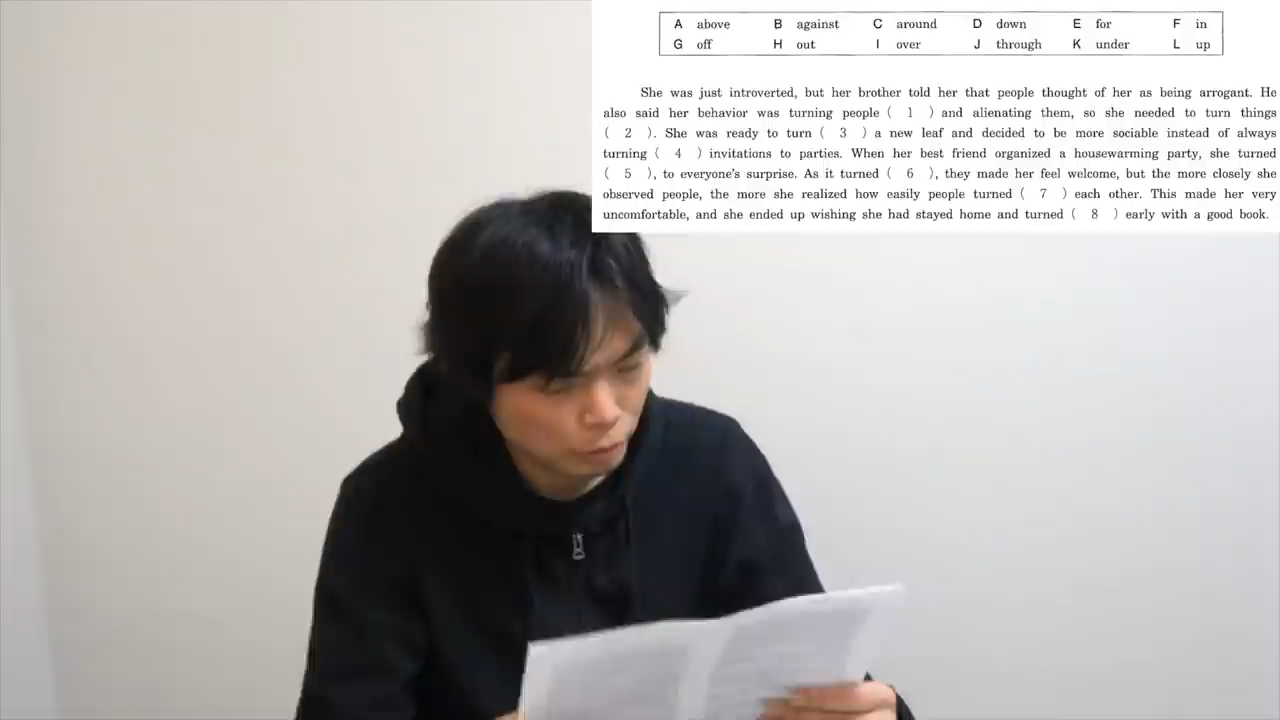 A above B against C around D down E for F in
G off H out I over J through K under L up
She was just introverted, but her brother told her that people thought of her as being arrogant. He
also said her behavior was turning people ( 1 ) and alienating them, so she needed to turn things
( 2 ). She was ready to turn ( 3 ) a new leaf and decided to be more sociable instead of always
turning ( 4 ) invitations to parties. When her best friend organized a housewarming party, she turned
( 5 ), to everyone's surprise. As it turned ( 6 ), they made her feel welcome, but the more closely she
observed people, the more she realized how easily people turned ( 7 ) each other. This made her very
uncomfortable, and she ended up wishing she had stayed home and turned ( 8 ) early with a good book.